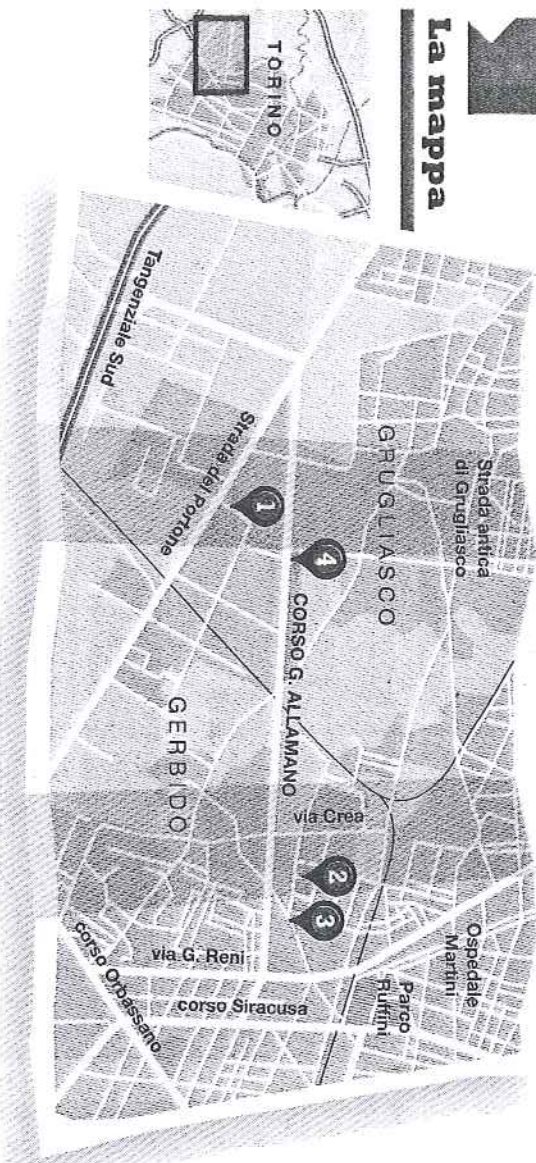 La mappa
TORINO
Strada antica
di Grugliasco
GRUGLIASCO
Ospedale
Martini
Parco
Ruffini
4
CORSO G. ALLAMANO
via Crea
2
3
1
Strada del Portone
Tangenziale Sud
GERBIDO
via G. Reni
corso Siracusa
corso Orbassano